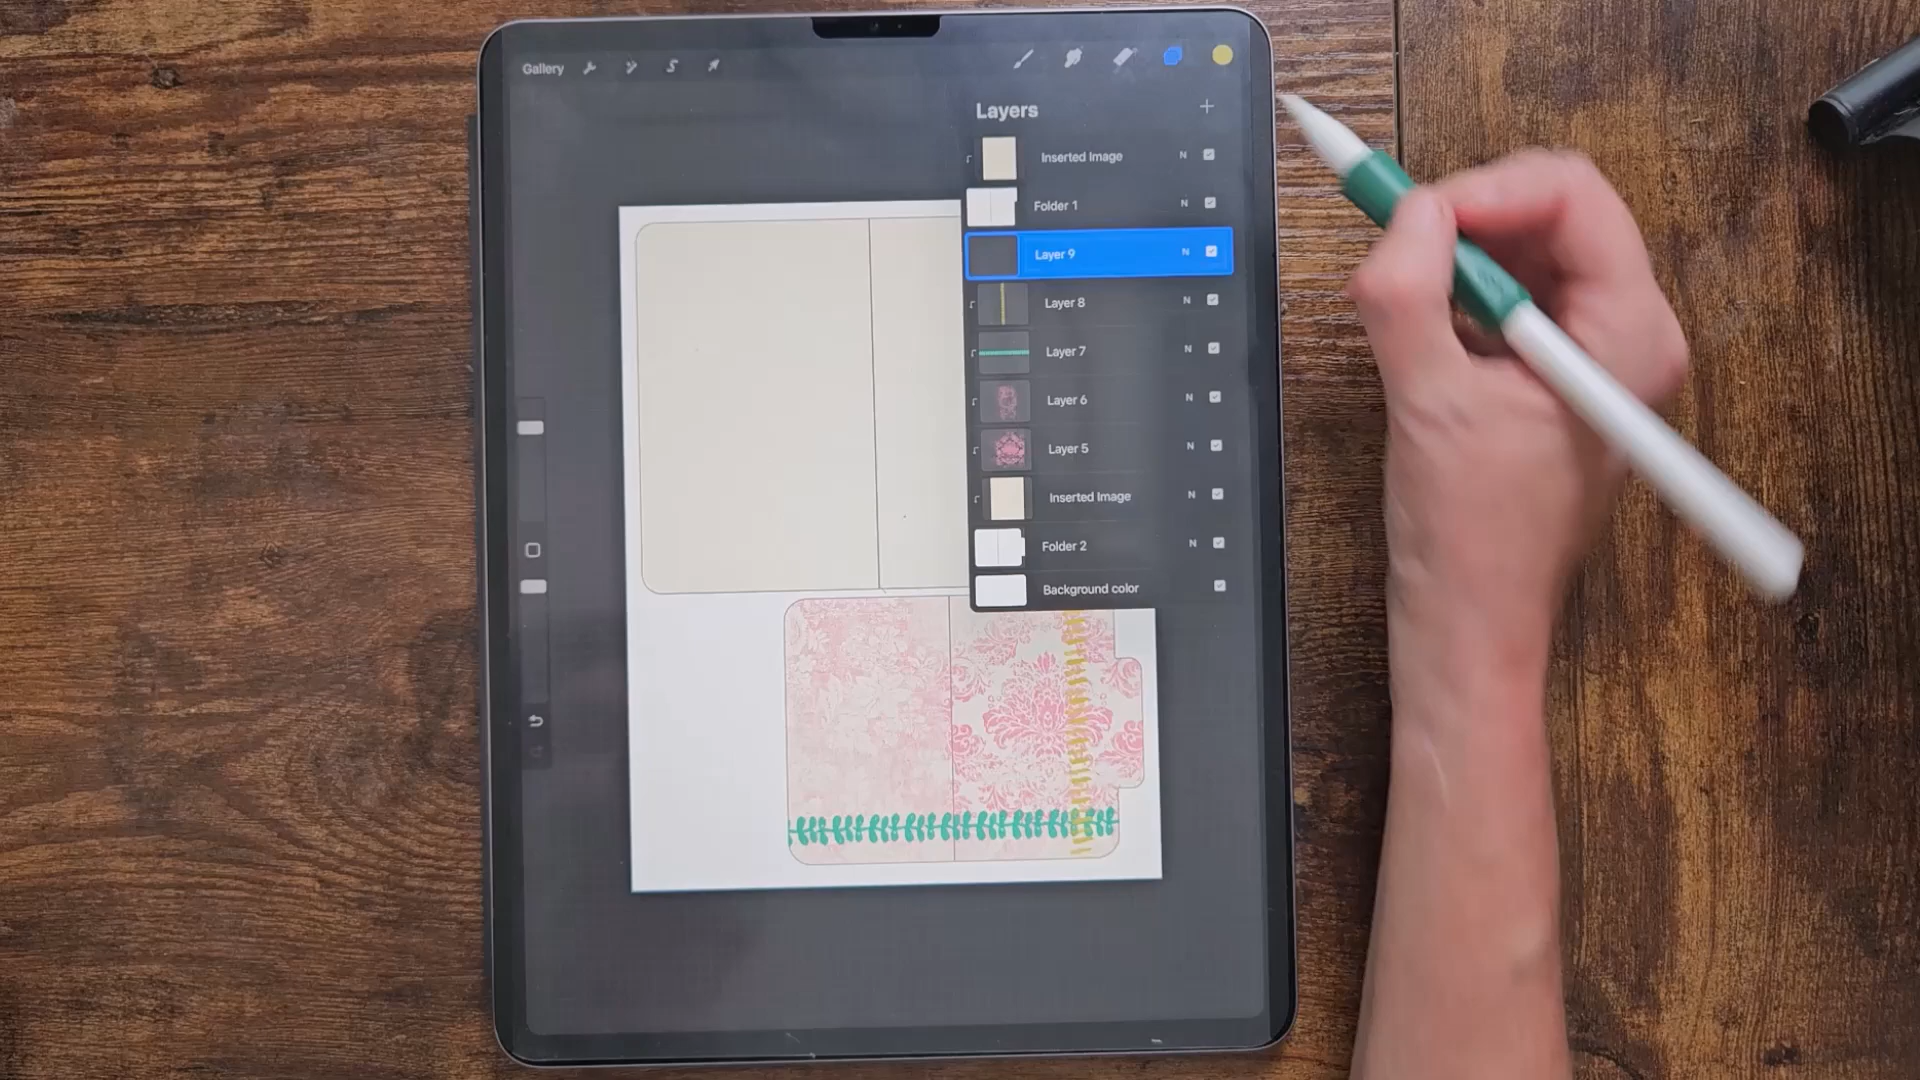 Gallery
Layers
Inserted Image N
Folder 1 N
Layer 9 N
Layer 8 N
Layer 7 N
Layer 6 N
Layer 5 N
Inserted Image N
Folder 2 N
Background color